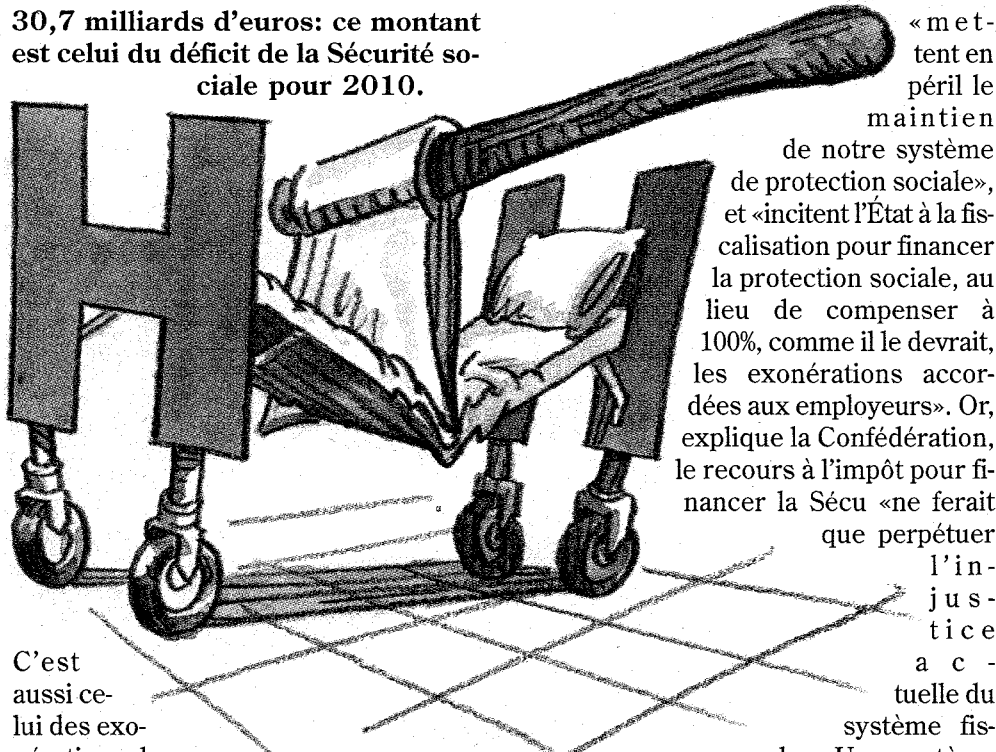 30,7 milliards d’euros: ce montant
est celui du déficit de la Sécurité so-
ciale pour 2010.
C’est
aussi ce-
lui des exo-
«met-
tent en
péril le
maintien
de notre système
de protection sociale»,
et «incitent l’État à la fis-
calisation pour financer
la protection sociale, au
lieu de compenser à
100%, comme il le devrait,
les exonérations accor-
dées aux employeurs». Or,
explique la Confédération,
le recours à l’impôt pour fi-
nancer la Sécu «ne ferait
que perpétuer
l’in-
jus-
tice
ac-
tuelle du
système fis-